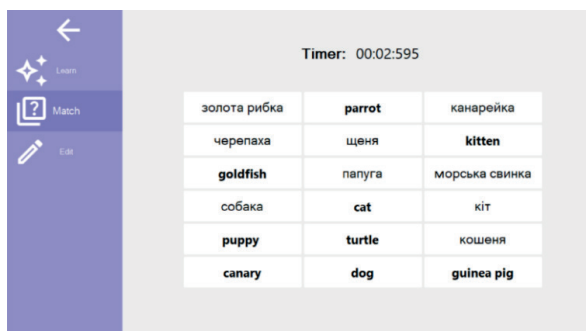 Learn
Match
Edit
Timer: 00:02:595
золота рибка parrot канарейка
черепаха щеня kitten
goldfish папуга морська свинка
собака cat кіт
puppy turtle кошеня
canary dog guinea pig